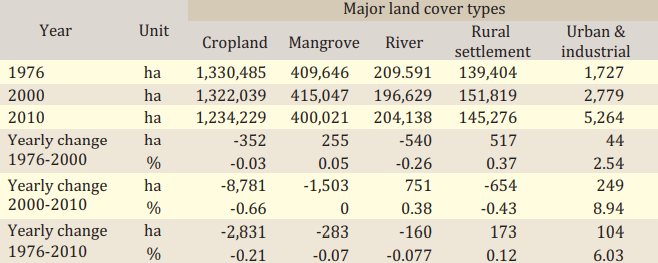 Major land cover types
Year Unit Cropland Mangrove River Rural settlement Urban & industrial
1976 ha 1,330,485 409,646 209.591 139,404 1,727
2000 ha 1,322,039 415,047 196,629 151,819 2,779
2010 ha 1,234,229 400,021 204,138 145,276 5,264
Yearly change ha -352 255 -540 517 44
1976-2000 % -0.03 0.05 -0.26 0.37 2.54
Yearly change ha -8,781 -1,503 751 -654 249
2000-2010 % -0.66 0 0.38 -0.43 8.94
Yearly change ha -2,831 -283 -160 173 104
1976-2010 % -0.21 -0.07 -0.077 0.12 6.03